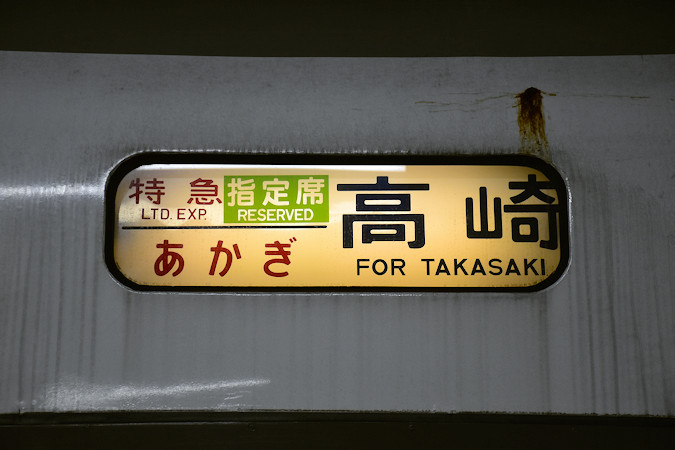 特急
LTD. EXP.
指定席
RESERVED
あかぎ
高崎
FOR TAKASAKI